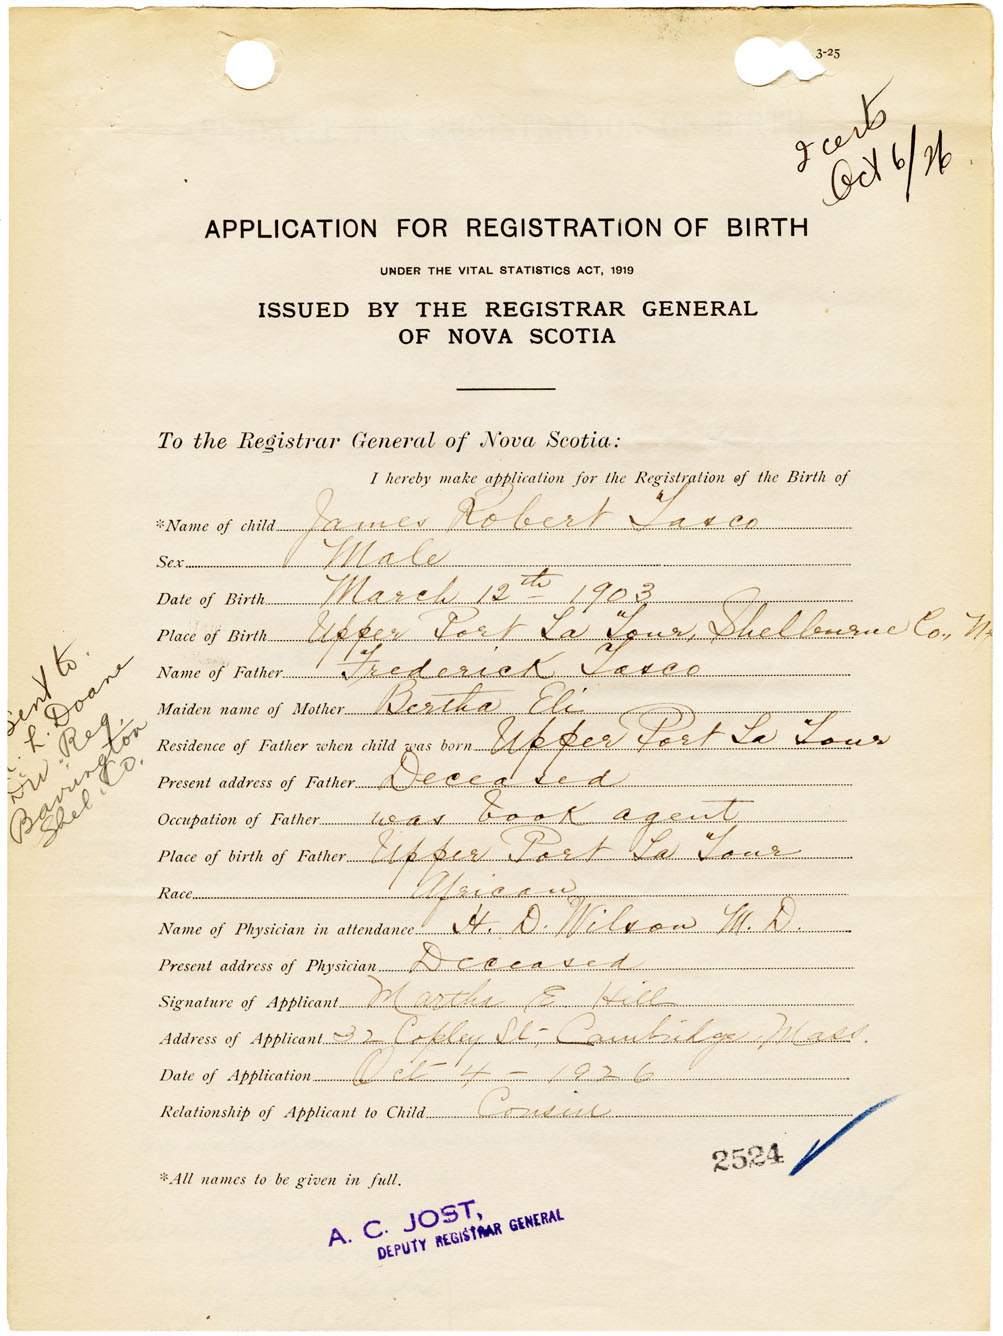 3-25
2 certs
Oct 6/26
APPLICATION FOR REGISTRATION OF BIRTH
UNDER THE VITAL STATISTICS ACT, 1919
ISSUED BY THE REGISTRAR GENERAL
OF NOVA SCOTIA
To the Registrar General of Nova Scotia:
I hereby make application for the Registration of the Birth of
*Name of child James Robert Tasco
Sex Male
Date of Birth March 12th 1903
Place of Birth Upper Port La Tour, Shelburne Co.,
Name of Father Frederick Tasco
Maiden name of Mother Bertha Eli
Residence of Father when child was born Upper Port La Tour
Present address of Father Deceased
Occupation of Father was book agent
Place of birth of Father Upper Port La Tour
Race African
Name of Physician in attendance H. D. Wilson M. D.
Present address of Physician Deceased
Signature of Applicant Martha E Hill
Address of Applicant 32 Copley St, Cambridge, Mass.
Date of Application Oct 4 - 1926
Relationship of Applicant to Child Cousin
Sent to
L. Doane
Div Reg.
Barrington
Shel. Co.
2524
*All names to be given in full.
A. C. JOST,
DEPUTY REGISTRAR GENERAL